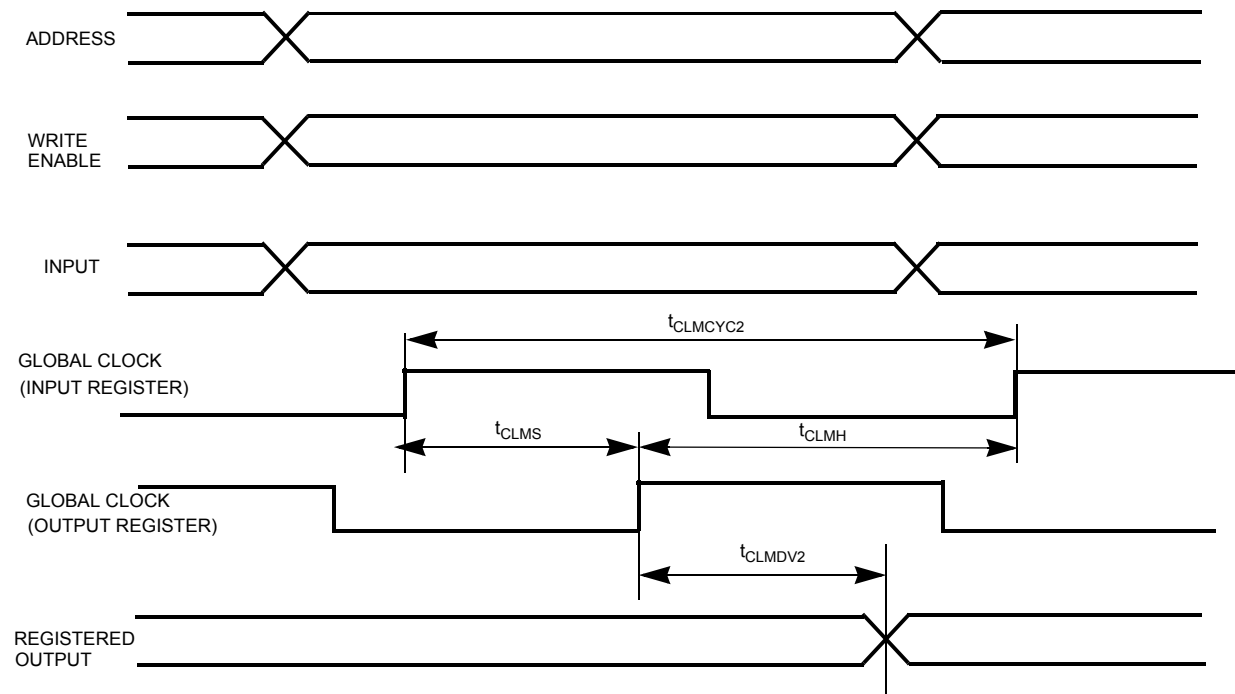 ADDRESS
WRITE
ENABLE
INPUT
tCLMCYC2
GLOBAL CLOCK
(INPUT REGISTER)
tCLMS
tCLMH
GLOBAL CLOCK
(OUTPUT REGISTER)
tCLMDV2
REGISTERED
OUTPUT